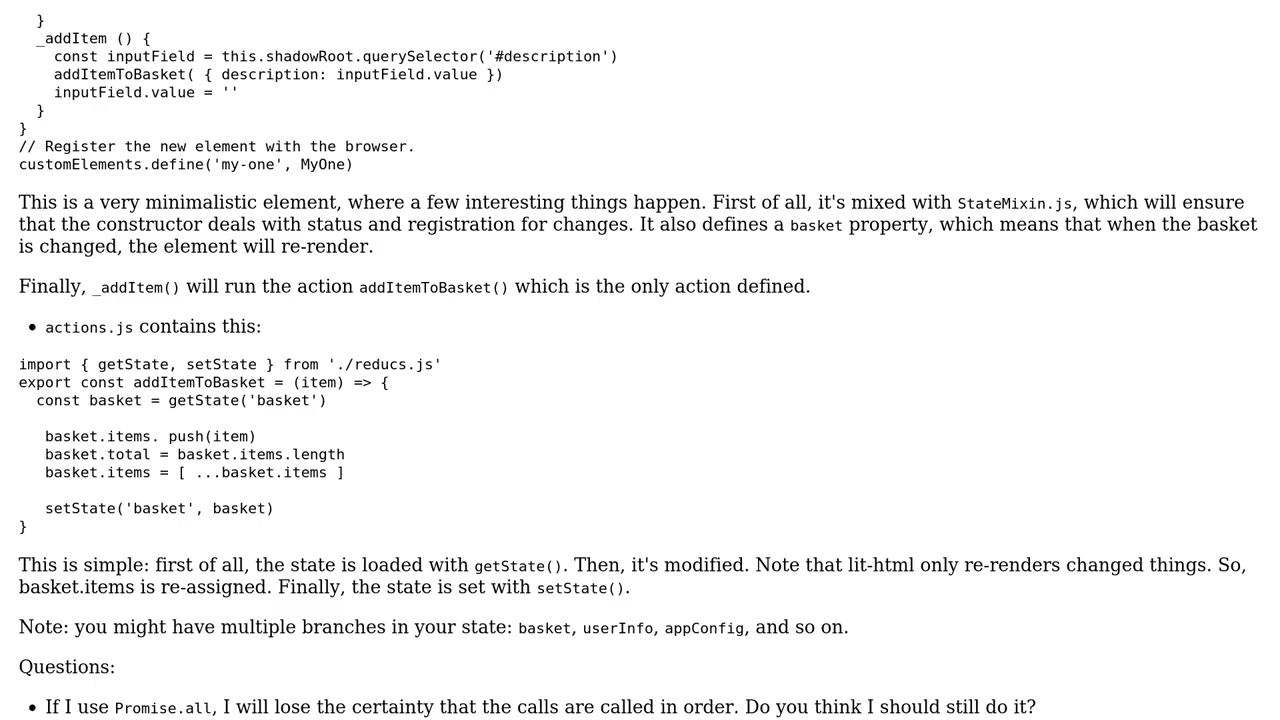 }
  _addItem () {
    const inputField = this.shadowRoot.querySelector('#description')
    addItemToBasket( { description: inputField.value })
    inputField.value = ''
  }
}
// Register the new element with the browser.
customElements.define('my-one', MyOne)
This is a very minimalistic element, where a few interesting things happen. First of all, it's mixed with StateMixin.js, which will ensure
that the constructor deals with status and registration for changes. It also defines a basket property, which means that when the basket
is changed, the element will re-render.
Finally, _addItem() will run the action addItemToBasket() which is the only action defined.
• actions.js contains this:
import { getState, setState } from './reducs.js'
export const addItemToBasket = (item) => {
  const basket = getState('basket')
   basket.items. push(item)
   basket.total = basket.items.length
   basket.items = [ ...basket.items ]
   setState('basket', basket)
}
This is simple: first of all, the state is loaded with getState(). Then, it's modified. Note that lit-html only re-renders changed things. So,
basket.items is re-assigned. Finally, the state is set with setState().
Note: you might have multiple branches in your state: basket, userInfo, appConfig, and so on.
Questions:
• If I use Promise.all, I will lose the certainty that the calls are called in order. Do you think I should still do it?